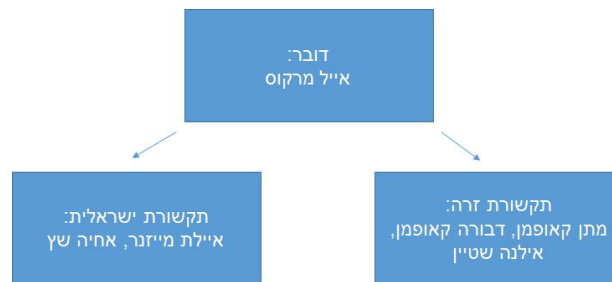 דובר:
אייל מרקוס
תקשורת זרה:
מתן קאופמן, דבורה קאופמן,
אילנה שטיין
תקשורת ישראלית:
איילת מייזנר, אחיה שץ